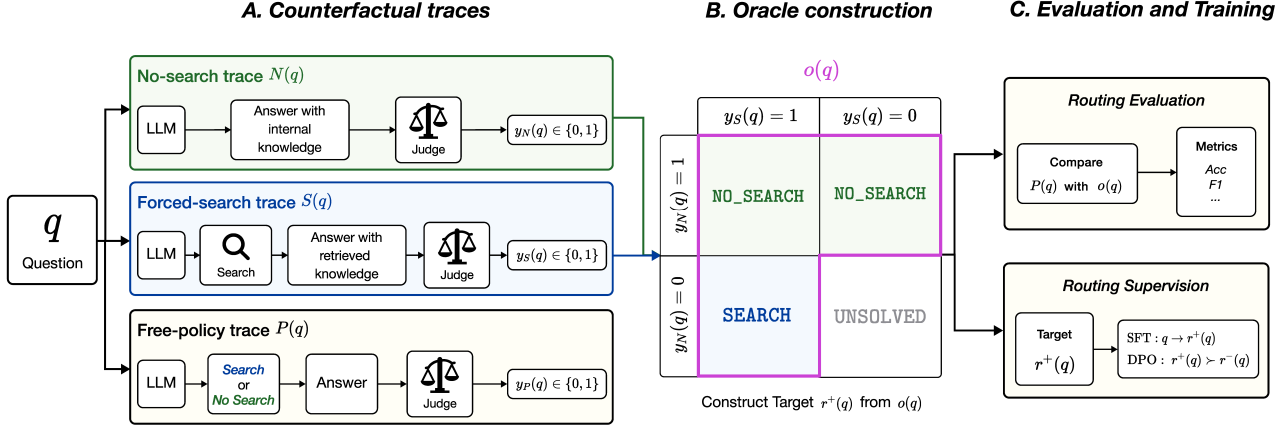 A. Counterfactual traces
B. Oracle construction
C. Evaluation and Training
q
Question
No-search trace N(q)
LLM
Answer with
internal
knowledge
Judge
y_N(q) ∈ {0, 1}
Forced-search trace S(q)
LLM
Search
Answer with
retrieved
knowledge
Judge
y_S(q) ∈ {0, 1}
Free-policy trace P(q)
LLM
Search
or
No Search
Answer
Judge
y_P(q) ∈ {0, 1}
o(q)
y_S(q) = 1
y_S(q) = 0
y_N(q) = 1
NO_SEARCH
NO_SEARCH
y_N(q) = 0
SEARCH
UNSOLVED
Construct Target r⁺(q) from o(q)
Routing Evaluation
Compare
P(q) with o(q)
Metrics
Acc
F1
...
Routing Supervision
Target
r⁺(q)
SFT : q → r⁺(q)
DPO : r⁺(q) ≻ r⁻(q)